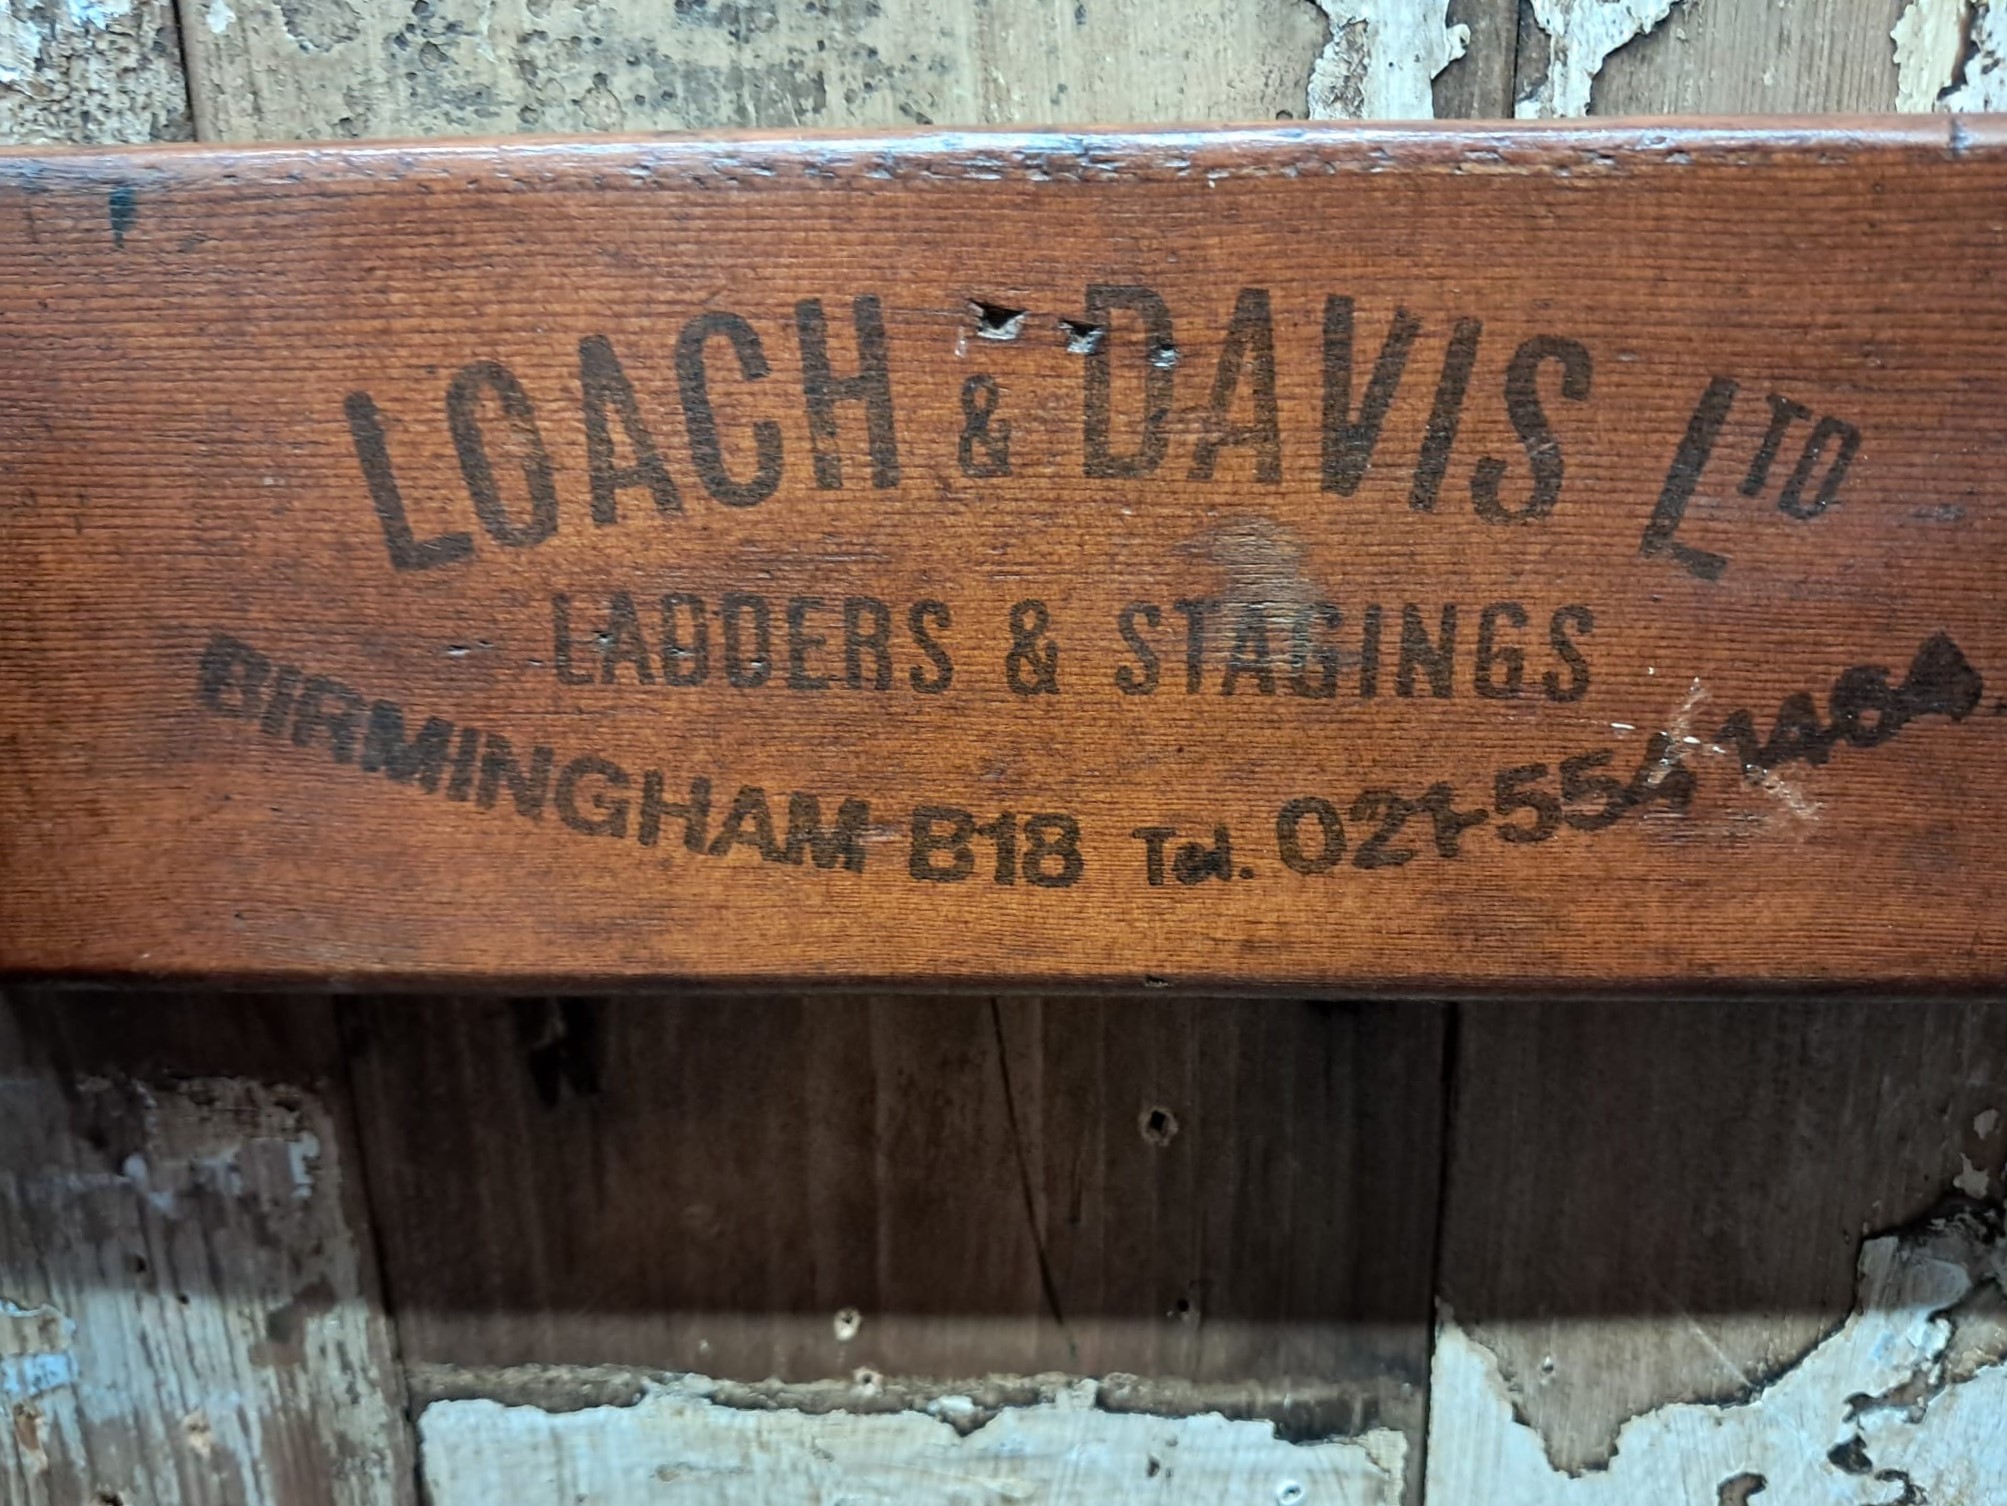 LOACH & DAVIS LTD
LADDERS & STAGINGS
BIRMINGHAM B18 Tel. 021-554